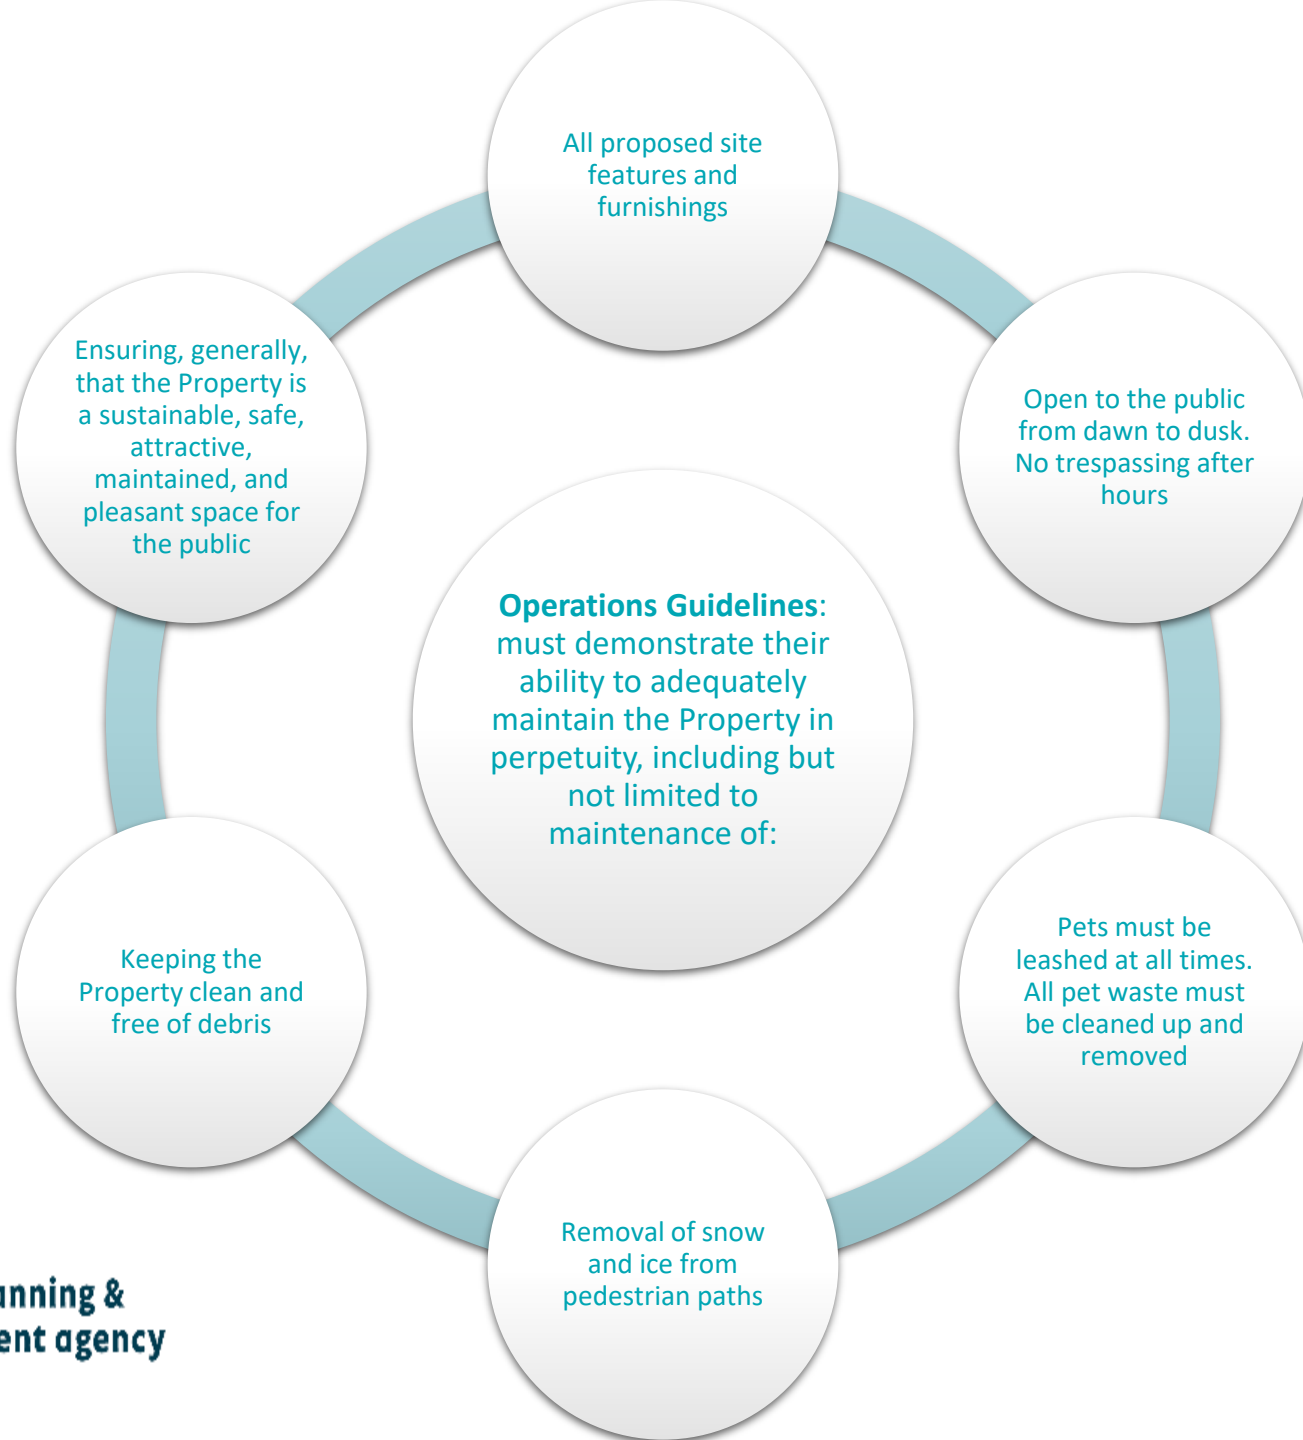 All proposed site
features and
furnishings
Open to the public
from dawn to dusk.
No trespassing after
hours
Pets must be
leashed at all times.
All pet waste must
be cleaned up and
removed
Removal of snow
and ice from
pedestrian paths
Keeping the
Property clean and
free of debris
Ensuring, generally,
that the Property is
a sustainable, safe,
attractive,
maintained, and
pleasant space for
the public
Operations Guidelines:
must demonstrate their
ability to adequately
maintain the Property in
perpetuity, including but
not limited to
maintenance of:
&
agency